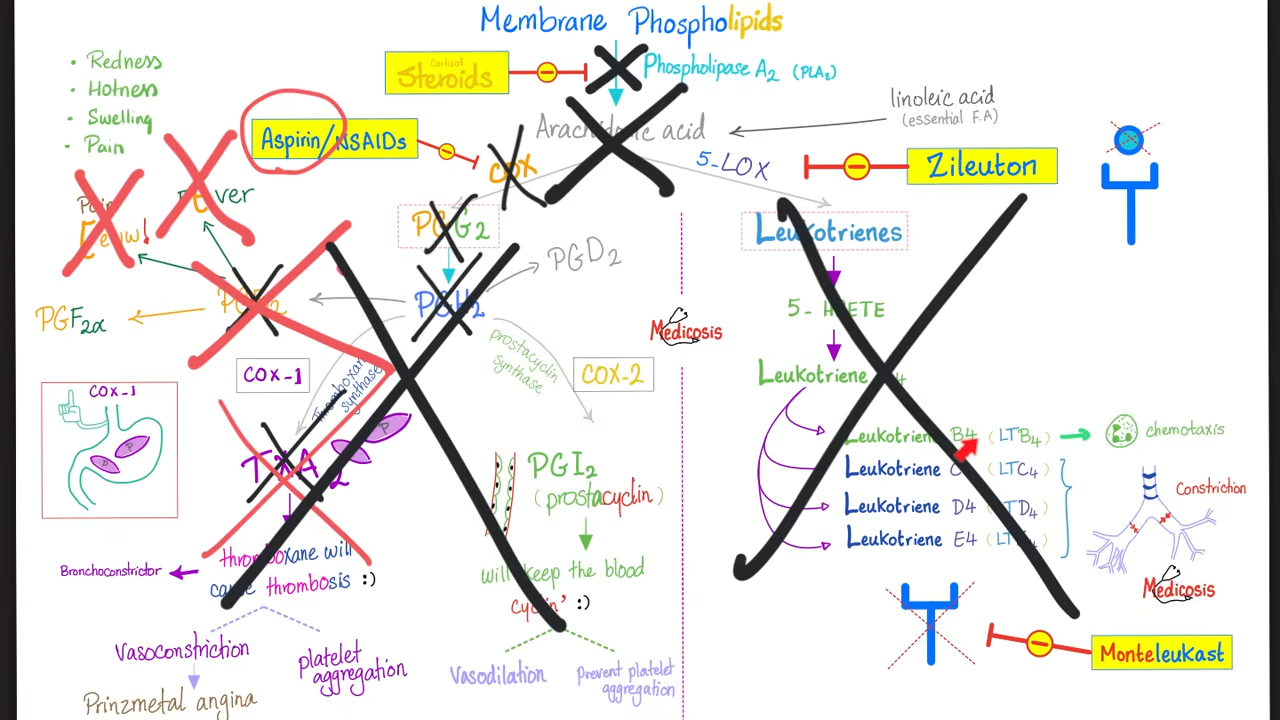 Membrane Phospholipids
Cortisol
Steroids
Phospholipase A2 (PLA2)
• Redness
• Hotness
• Swelling
• Pain
Aspirin/NSAIDs
Arachidonic acid
linoleic acid
(essential F.A)
COX
5-LOX
Zileuton
PGG2
Leukotrienes
PGD2
PGH2
5-
PGF2α
Medicosis
prostacyclin
synthase
COX-1
COX-2
Thromboxane
synthase
Leukotriene
COX-1
P
P
P
TXA2
PGI2
(prostacyclin)
Leukotriene B4 (LTB4)
chemotaxis
Leukotriene (LTC4)
Leukotriene D4 (LTD4)
Leukotriene E4
Constriction
thromboxane will
cause thrombosis :)
Bronchoconstrictor
will keep the blood
cyclin' :)
Medicosis
Vasoconstriction
platelet
aggregation
Vasodilation
Prevent platelet
aggregation
Monteleukast
Prinzmetal angina